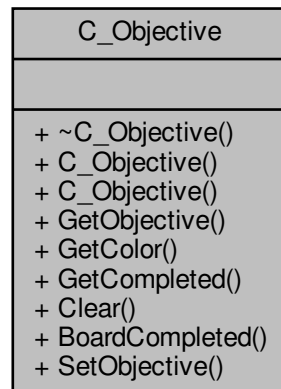 C_Objective
+ ~C_Objective()
+ C_Objective()
+ C_Objective()
+ GetObjective()
+ GetColor()
+ GetCompleted()
+ Clear()
+ BoardCompleted()
+ SetObjective()